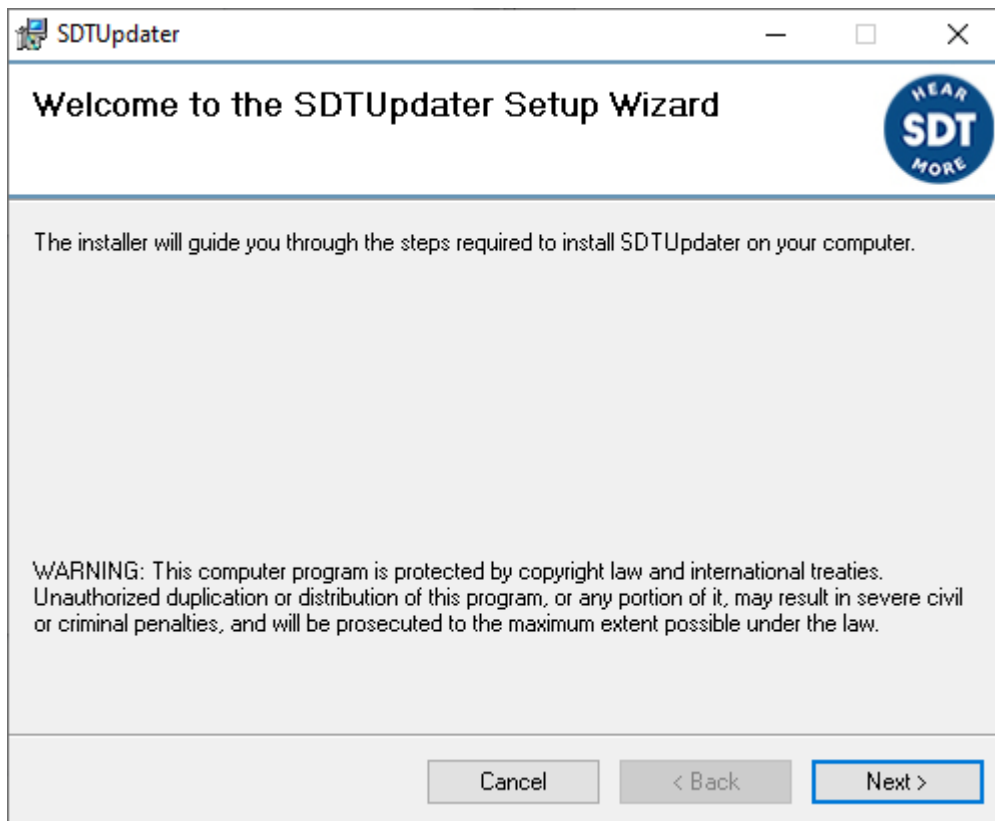 SDTUpdater
Welcome to the SDTUpdater Setup Wizard
HEAR
SDT
MORE
The installer will guide you through the steps required to install SDTUpdater on your computer.
WARNING: This computer program is protected by copyright law and international treaties.
Unauthorized duplication or distribution of this program, or any portion of it, may result in severe civil
or criminal penalties, and will be prosecuted to the maximum extent possible under the law.
Cancel
< Back
Next >